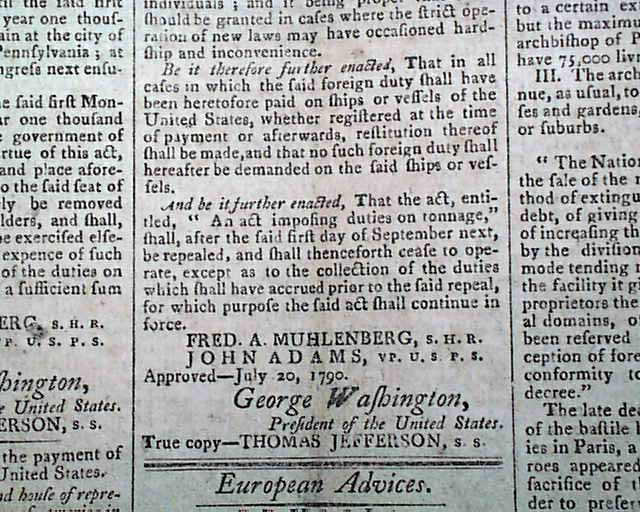 year one thous-
ain at the city of
Pennsylvania; at
ongreſs next enſu-
he ſaid firſt Mon-
ar one thouſand
e government of
rtue of this act,
and place afore-
o the ſaid ſeat of
ly be removed
lders, and ſhall,
be exerciſed elſe-
expence of ſuch
of the duties on
a ſufficient ſum
ERG, S. H. R.
VP. U. S. P. S.
ſhington,
e United States.
ERSON, S. S.
the payment of
United States.
nd houſe of repre-
individuals; and it being
ſhould be granted in caſes where the ſtrict ope-
ration of new laws may have occaſioned hard-
ſhip and inconvenience.
Be it therefore further enacted, That in all
caſes in which the ſaid foreign duty ſhall have
been heretofore paid on ſhips or veſſels of the
United States, whether regiſtered at the time
of payment or afterwards, reſtitution thereof
ſhall be made, and that no ſuch foreign duty ſhall
hereafter be demanded on the ſaid ſhips or veſ-
ſels.
And be it further enacted, That the act, enti-
tled, “ An act impoſing duties on tonnage,”
ſhall, after the ſaid firſt day of September next,
be repealed, and ſhall thenceforth ceaſe to ope-
rate, except as to the collection of the duties
which ſhall have accrued prior to the ſaid repeal,
for which purpoſe the ſaid act ſhall continue in
force.
FRED. A. MUHLENBERG, S. H. R.
JOHN ADAMS, VP. U. S. P. S.
Approved—July 20, 1790.
George Waſhington,
Preſident of the United States.
True copy—THOMAS JEFFERSON, S. S.
European Advices.
to a certain ex
but the maximu
archbiſhop of P
have 75,000 livr
III. The arch
nue, as uſual, to
ſes and gardens,
or ſuburbs.
“ The Nation
the ſale of the n
thod of extingu
debt, of giving
of increaſing th
by the diviſion
mode tending t
the facility it gi
proprietors the
al domains, o
been reſerved
ception of fore
conformity to
decree.”
The late dec
of the baſtile h
ies in Paris, a
roes appeared
ſacrifice of th
der to preſerv